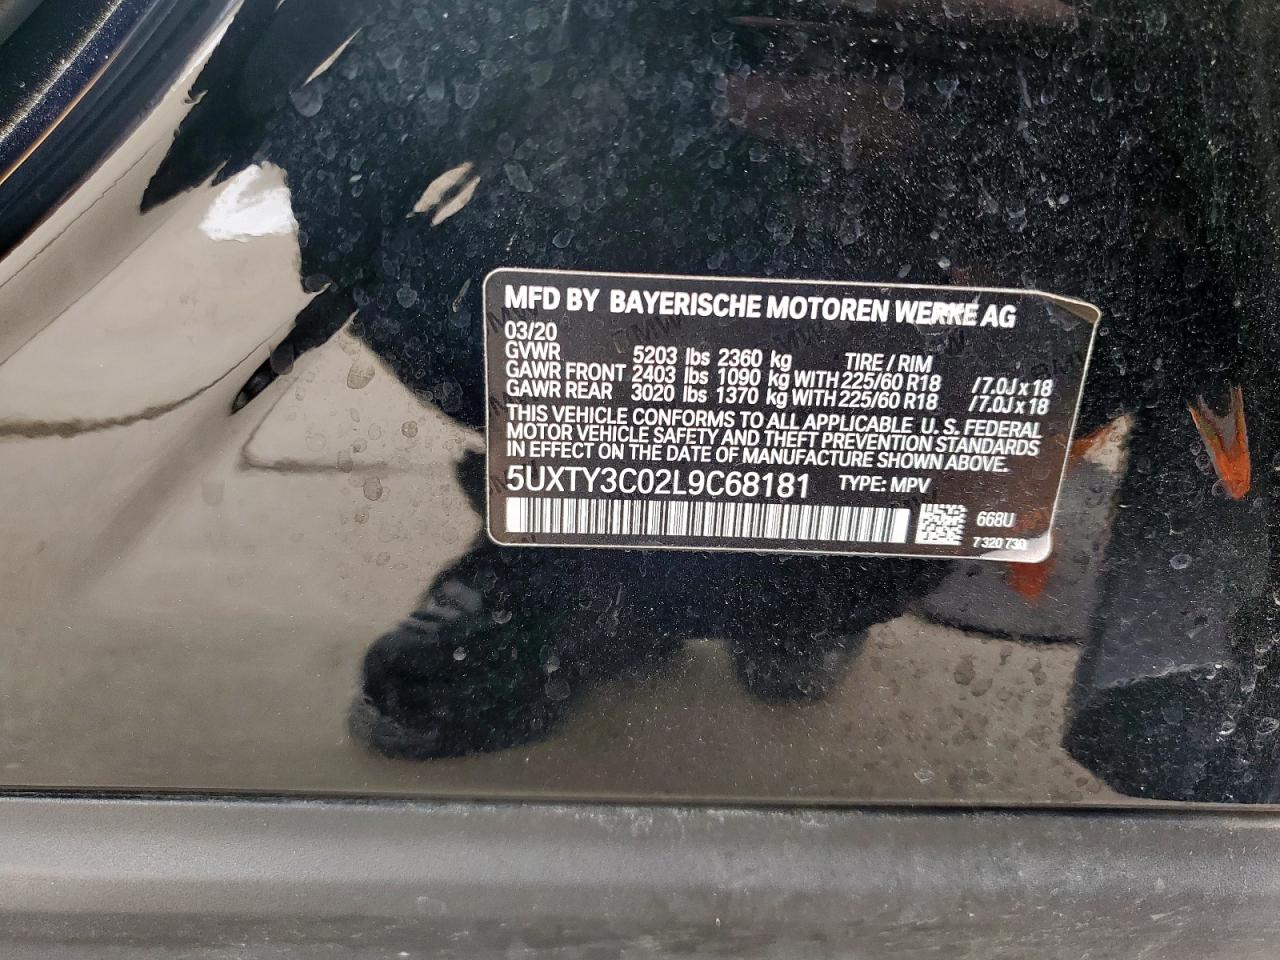 MFD BY BAYERISCHE MOTOREN WERKE AG
03/20
GVWR 5203 lbs 2360 kg TIRE / RIM
GAWR FRONT 2403 lbs 1090 kg WITH 225/60 R18 /7.0J x 18
GAWR REAR 3020 lbs 1370 kg WITH 225/60 R18 /7.0J x 18
THIS VEHICLE CONFORMS TO ALL APPLICABLE U.S. FEDERAL
MOTOR VEHICLE SAFETY AND THEFT PREVENTION STANDARDS
IN EFFECT ON THE DATE OF MANUFACTURE SHOWN ABOVE.
5UXTY3C02L9C68181 TYPE: MPV
668U
7 320 730